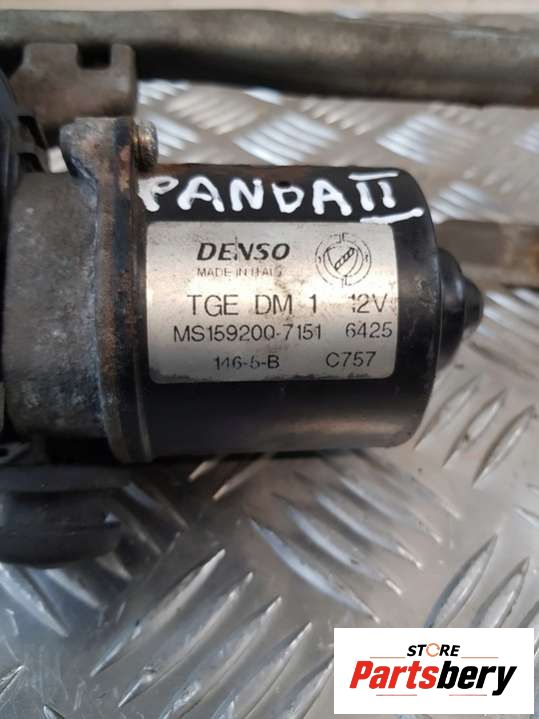 PANDA II
DENSO
MADE IN ITALY
TGE DM 1 12V
MS159200-7151 6425
146-5-B C757
STORE
Partsbery